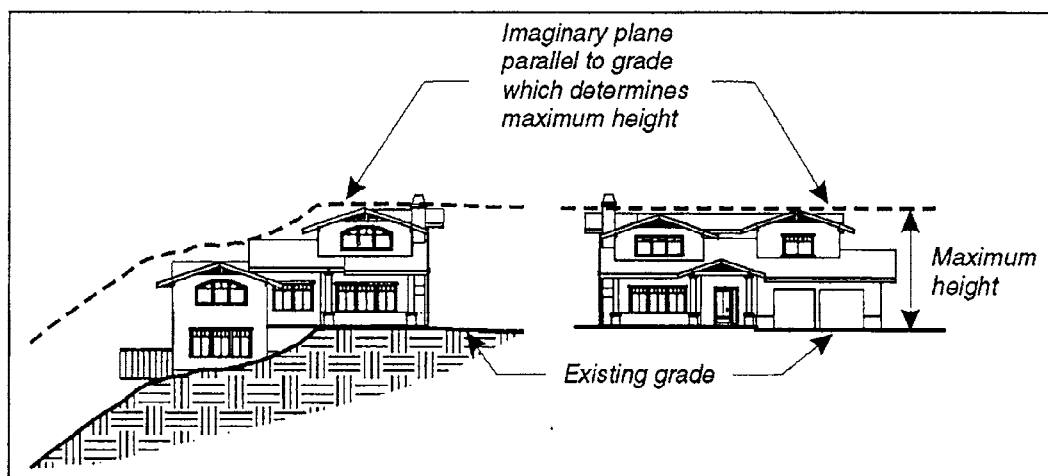 Imaginary plane
parallel to grade
which determines
maximum height
Maximum
height
Existing grade